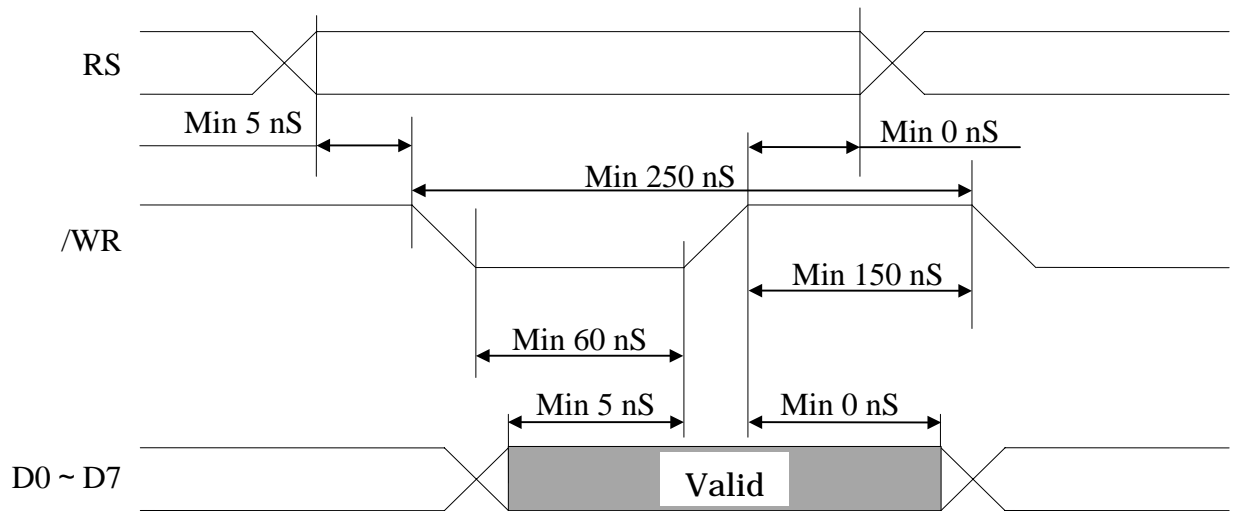 RS
Min 5 nS
Min 0 nS
Min 250 nS
/WR
Min 150 nS
Min 60 nS
Min 5 nS
Min 0 nS
D0 ~ D7
Valid